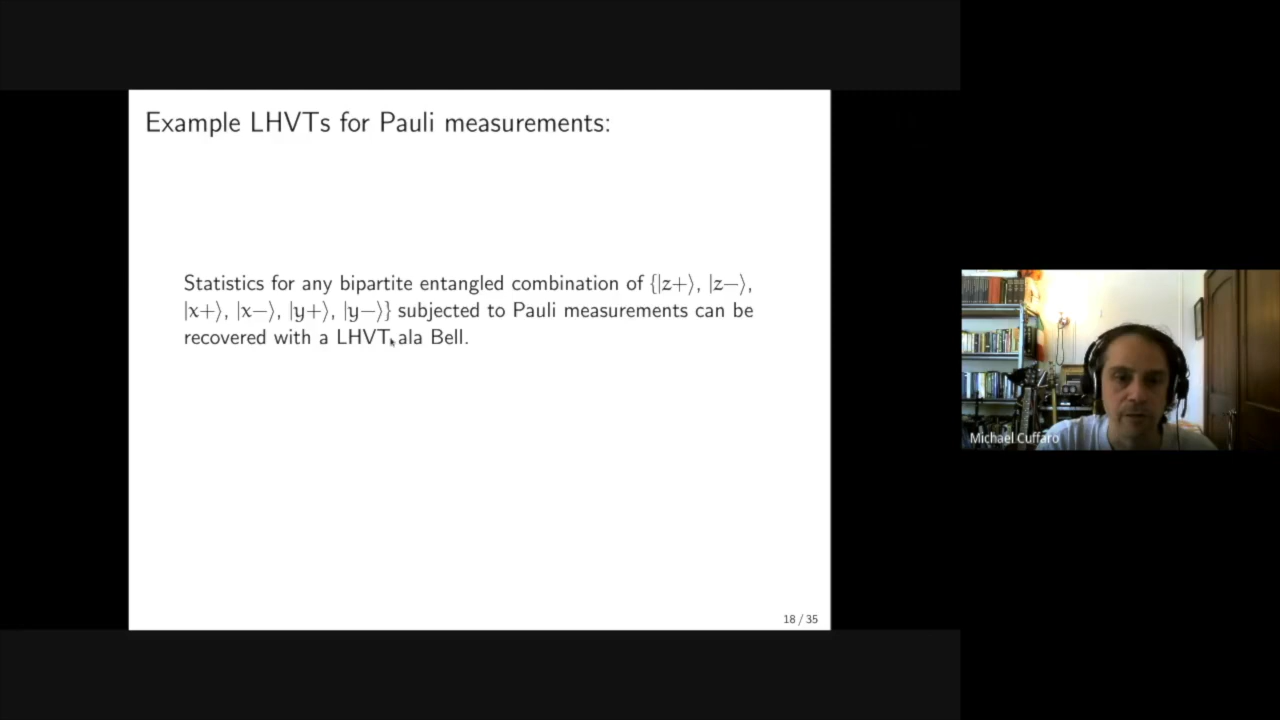 Example LHVTs for Pauli measurements:
Statistics for any bipartite entangled combination of {|z+⟩, |z−⟩,
|x+⟩, |x−⟩, |y+⟩, |y−⟩} subjected to Pauli measurements can be
recovered with a LHVT ala Bell.
18 / 35
Michael Cuffaro